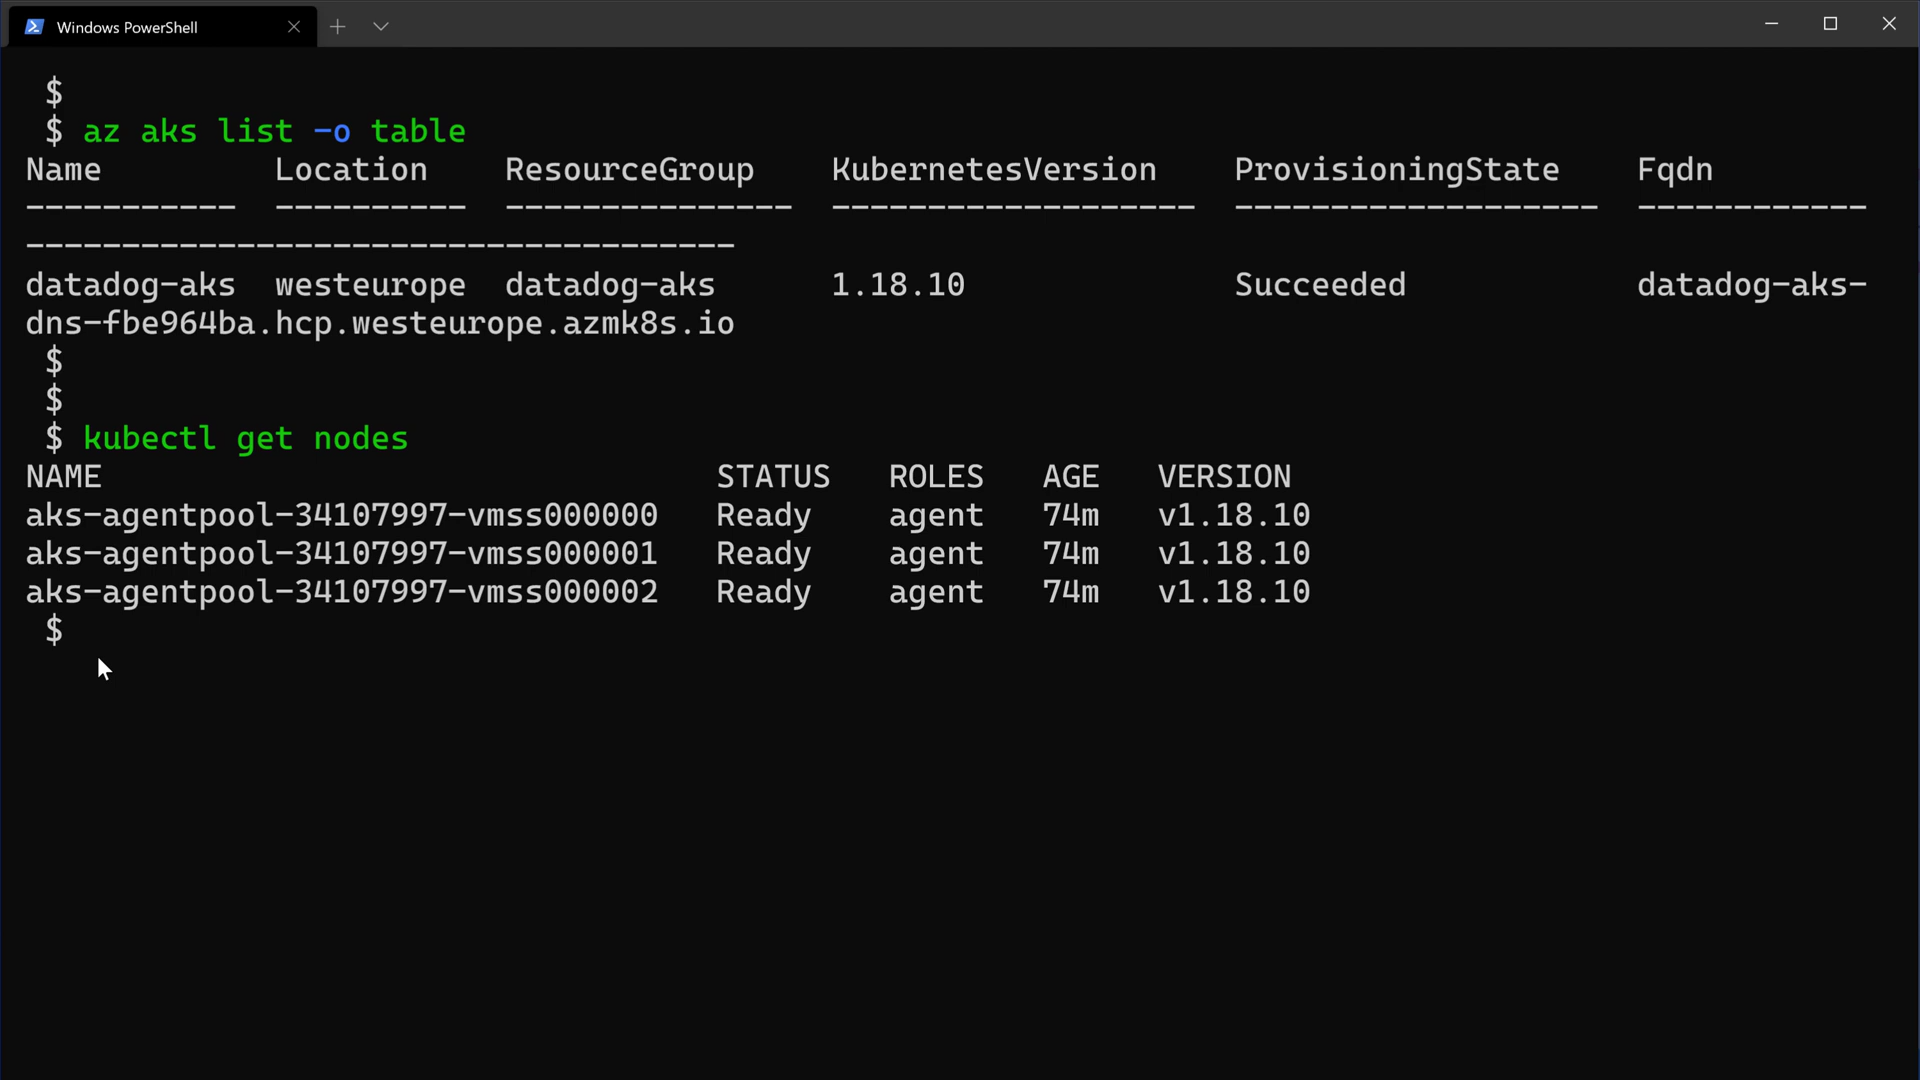 Windows PowerShell
$
$ az aks list -o table
Name Location ResourceGroup KubernetesVersion ProvisioningState Fqdn
----------- ---------- --------------- ------------------- ------------------- ------------
-------------------------------------
datadog-aks westeurope datadog-aks 1.18.10 Succeeded datadog-aks-
dns-fbe964ba.hcp.westeurope.azmk8s.io
$
$
$ kubectl get nodes
NAME STATUS ROLES AGE VERSION
aks-agentpool-34107997-vmss000000 Ready agent 74m v1.18.10
aks-agentpool-34107997-vmss000001 Ready agent 74m v1.18.10
aks-agentpool-34107997-vmss000002 Ready agent 74m v1.18.10
$